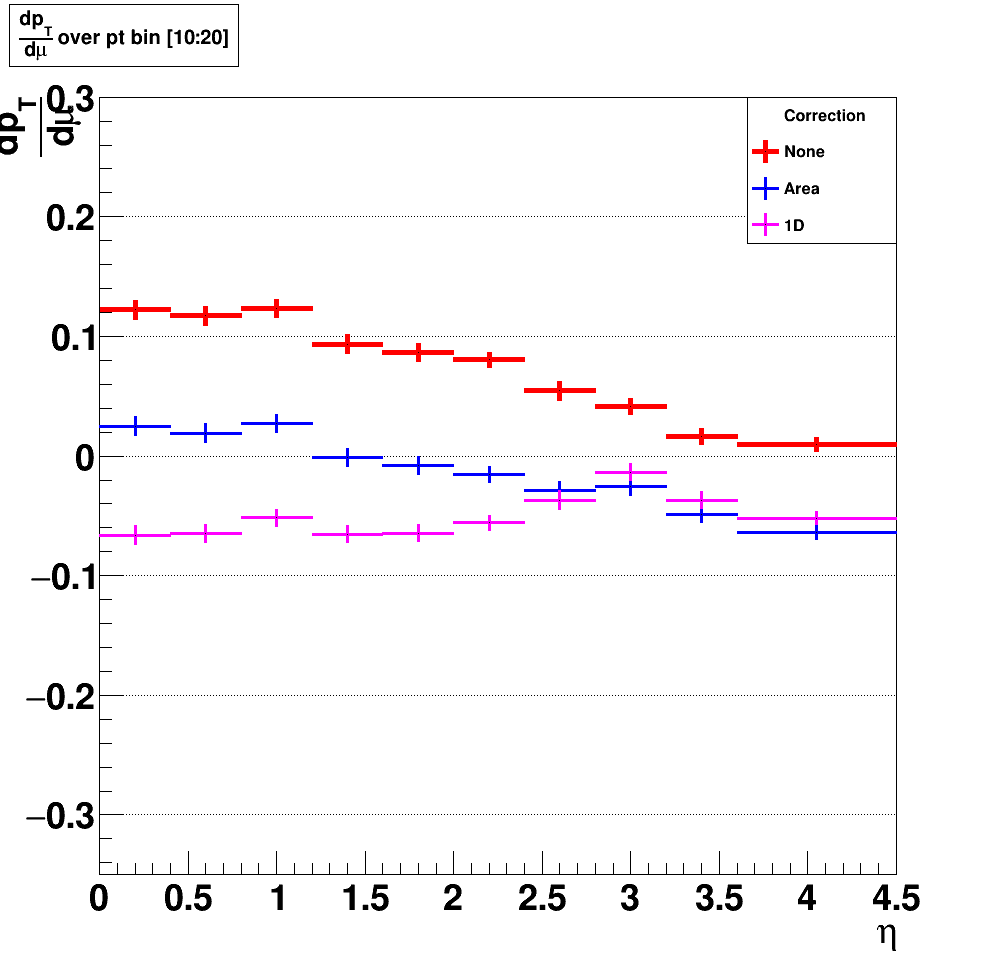 dp_T
dμ over pt bin [10:20]
dp_T
dμ
0.3
0.2
0.1
0
−0.1
−0.2
−0.3
Correction
None
Area
1D
0 0.5 1 1.5 2 2.5 3 3.5 4 4.5
η